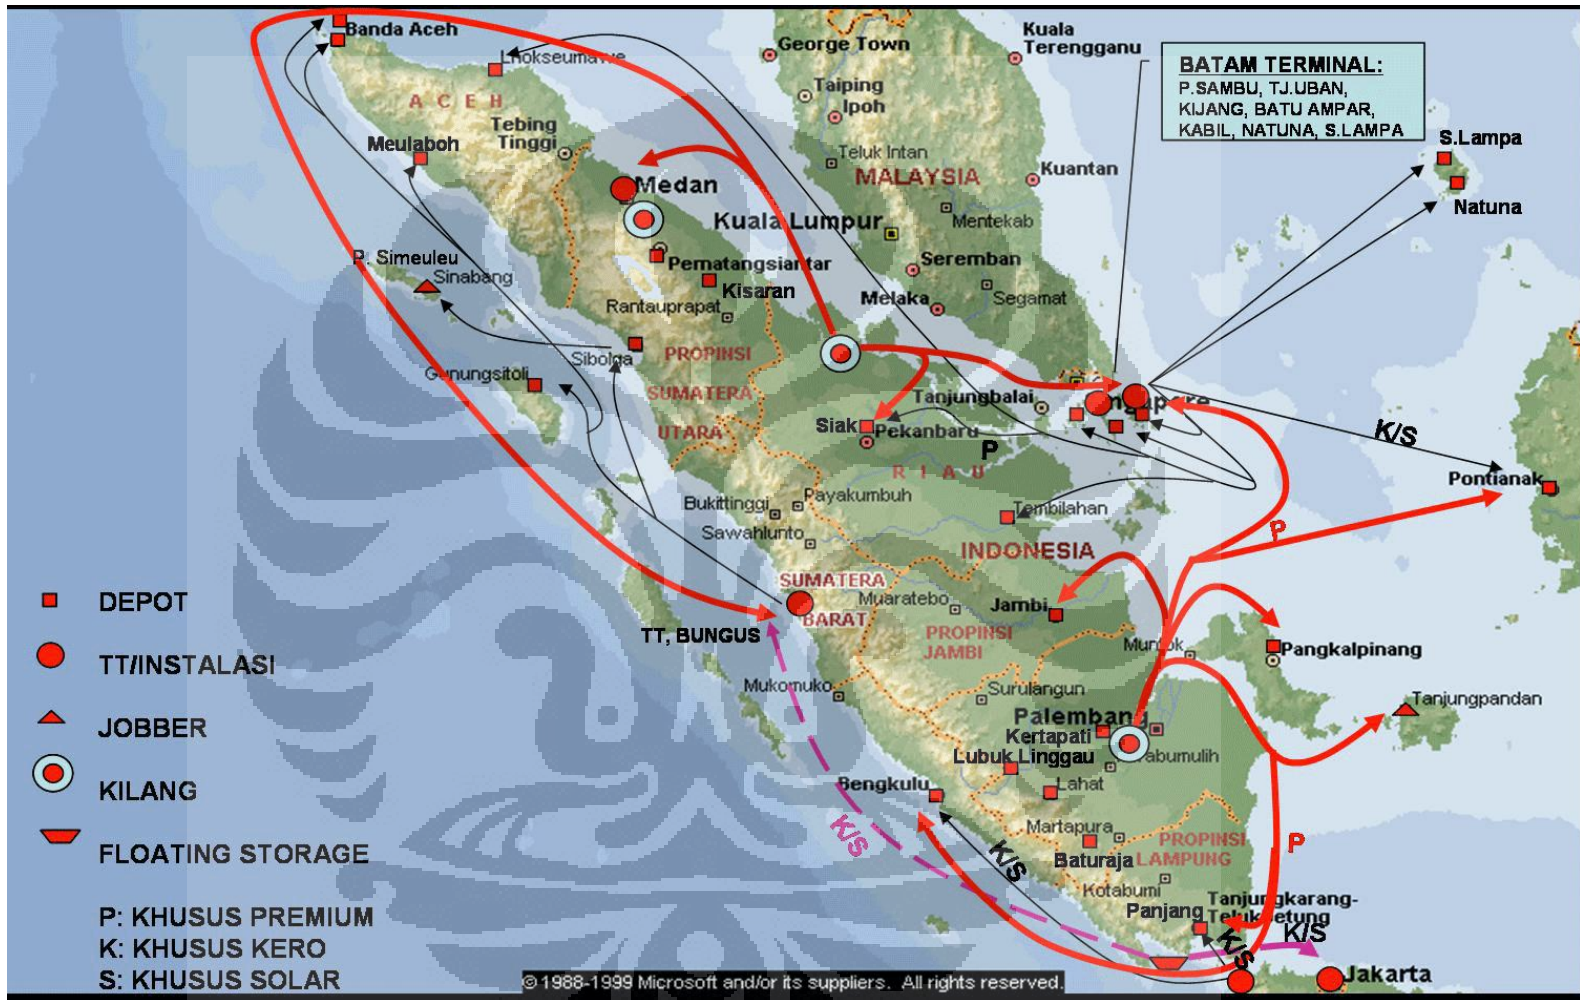 Banda Aceh
Lhokseumawe
A C E H
Meulaboh
Tebing
Tinggi
George Town
Taiping
Ipoh
Teluk Intan
Kuala
Terengganu
Kuantan
MALAYSIA
Mentekab
Kuala Lumpur
Seremban
Segamat
Melaka
BATAM TERMINAL:
P.SAMBU, TJ.UBAN,
KIJANG, BATU AMPAR,
KABIL, NATUNA, S.LAMPA
S.Lampa
Natuna
Medan
Pematangsiantar
Kisaran
Rantauprapat
P. Simeuleu
Sinabang
Sibolga
Gunungsitoli
PROPINSI
SUMATERA
UTARA
Siak
Pekanbaru
Tanjungbalai
P
R I A U
K/S
Pontianak
Bukittinggi
Payakumbuh
Sawahlunto
Tembilahan
INDONESIA
P
SUMATERA
BARAT
TT, BUNGUS
Muaratebo
Jambi
PROPINSI
JAMBI
Muntok
Pangkalpinang
Tanjungpandan
Mukomuko
Surulangun
Palembang
Kertapati
Lubuk Linggau
Lahat
Bengkulu
K/S
K/S
Martapura
Baturaja
PROPINSI
LAMPUNG
P
Kotabumi
Panjang
Tanjungkarang-
Telukbetung
K/S
K/S
Jakarta
DEPOT
TT/INSTALASI
JOBBER
KILANG
FLOATING STORAGE
P: KHUSUS PREMIUM
K: KHUSUS KERO
S: KHUSUS SOLAR
© 1988-1999 Microsoft and/or its suppliers. All rights reserved.